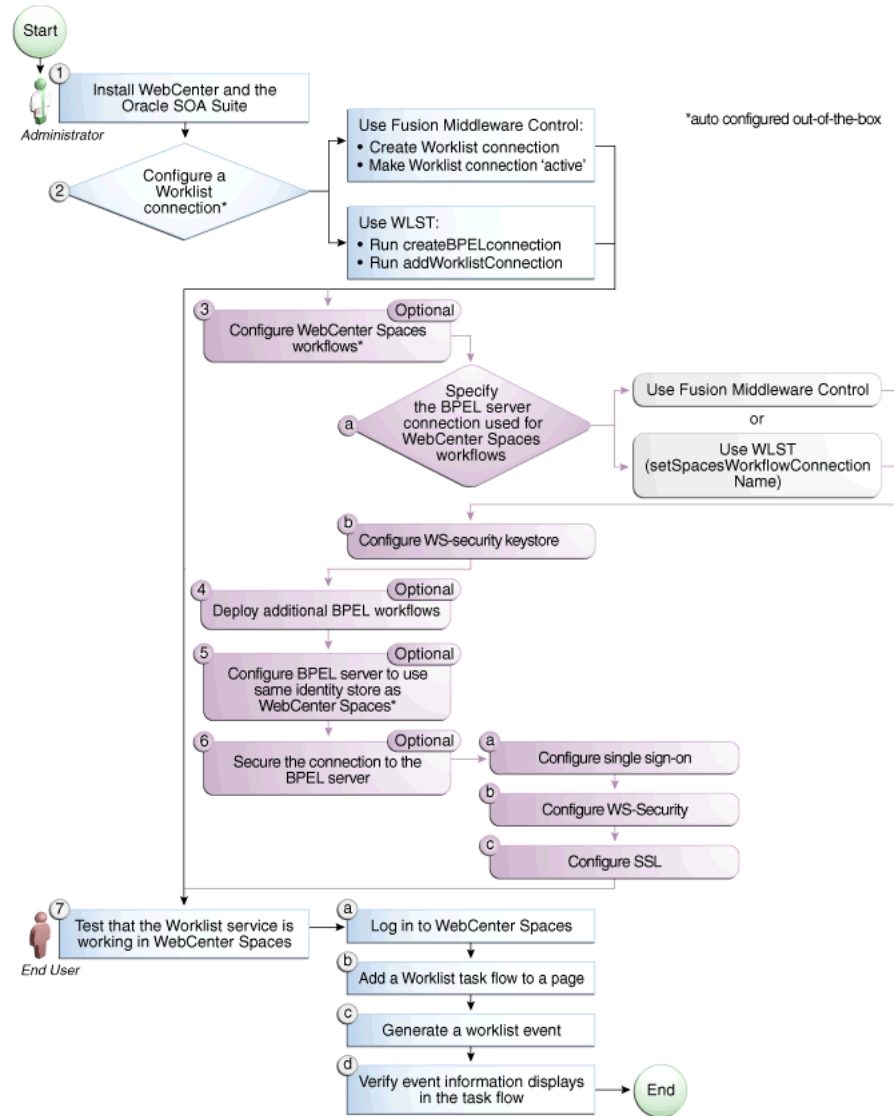 Start
1
Install WebCenter and the
Oracle SOA Suite
Administrator
*auto configured out-of-the-box
2
Configure a
Worklist
connection*
Use Fusion Middleware Control:
• Create Worklist connection
• Make Worklist connection ‘active’
Use WLST:
• Run createBPELconnection
• Run addWorklistConnection
3
Optional
Configure WebCenter Spaces
workflows*
a
Specify
the BPEL server
connection used for
WebCenter Spaces
workflows
Use Fusion Middleware Control
or
Use WLST
(setSpacesWorkflowConnection
Name)
b
Configure WS-security keystore
4
Optional
Deploy additional BPEL workflows
5
Optional
Configure BPEL server to use
same identity store as
WebCenter Spaces*
6
Optional
Secure the connection to the
BPEL server
a
Configure single sign-on
b
Configure WS-Security
c
Configure SSL
7
Test that the Worklist service is
working in WebCenter Spaces
End User
a
Log in to WebCenter Spaces
b
Add a Worklist task flow to a page
c
Generate a worklist event
d
Verify event information displays
in the task flow
End